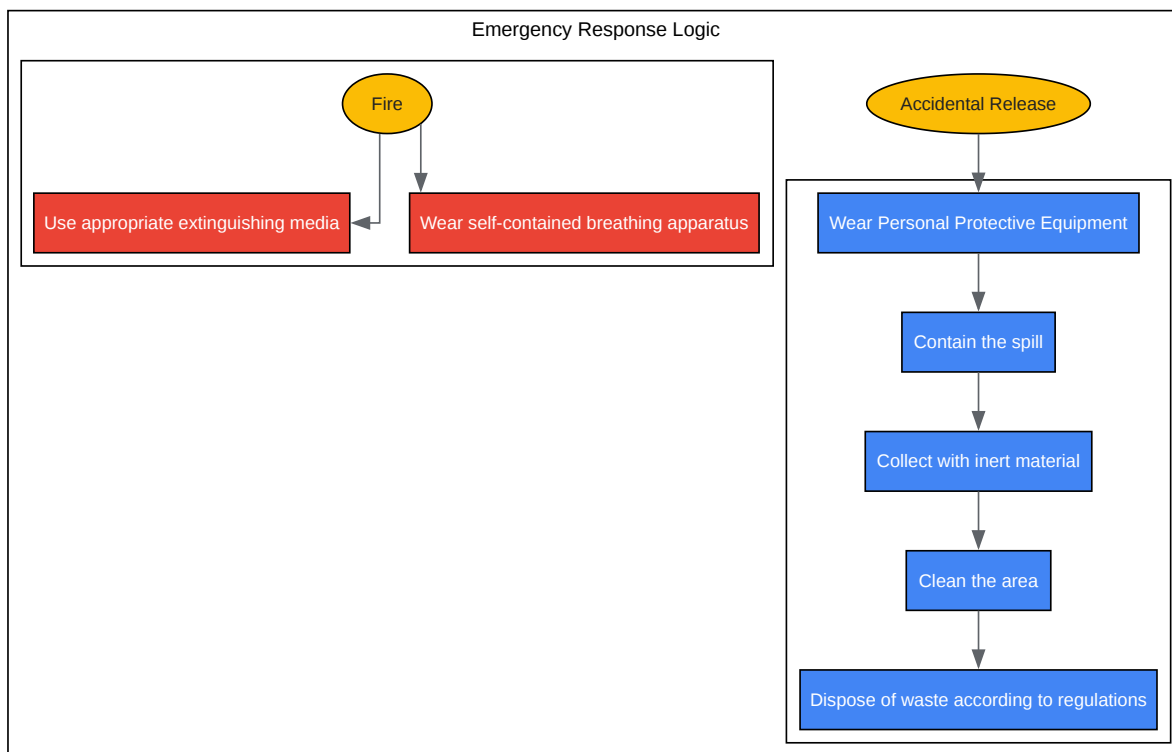 Emergency Response Logic
Fire
Accidental Release
Use appropriate extinguishing media
Wear self-contained breathing apparatus
Wear Personal Protective Equipment
Contain the spill
Collect with inert material
Clean the area
Dispose of waste according to regulations